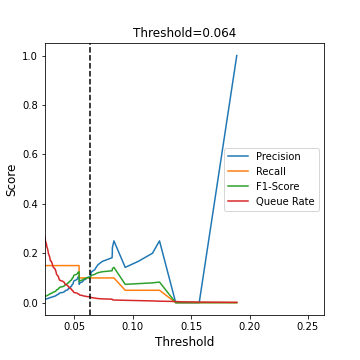 Threshold=0.064
1.0
0.8
0.6
0.4
0.2
0.0
Score
Precision
Recall
F1-Score
Queue Rate
0.05 0.10 0.15 0.20 0.25
Threshold